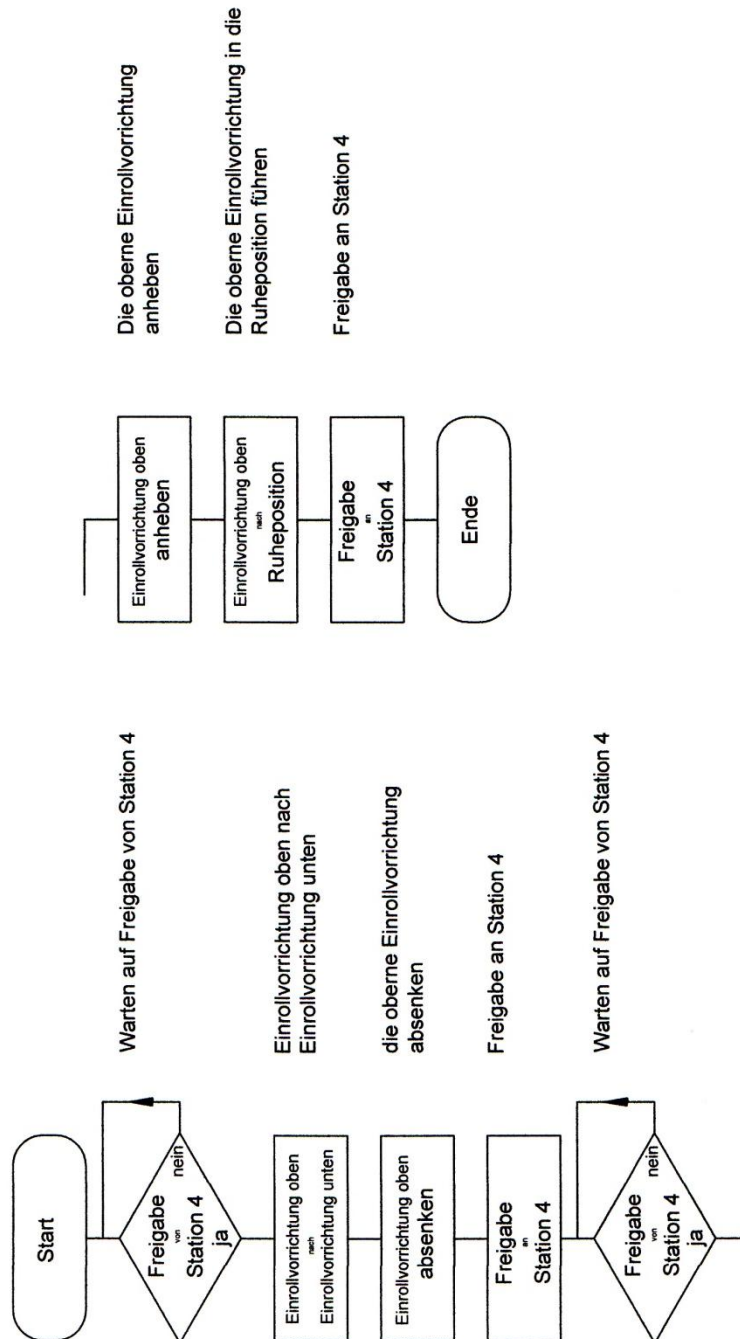 Start
Freigabe
von
Station 4
ja
nein
Warten auf Freigabe von Station 4
Einrollvorrichtung oben
nach
Einrollvorrichtung unten
Einrollvorrichtung oben nach
Einrollvorrichtung unten
Einrollvorrichtung oben
absenken
die oberne Einrollvorrichtung
absenken
Freigabe
an
Station 4
Freigabe an Station 4
Freigabe
von
Station 4
ja
nein
Warten auf Freigabe von Station 4
Einrollvorrichtung oben
anheben
Die oberne Einrollvorrichtung
anheben
Einrollvorrichtung oben
nach
Ruheposition
Die oberne Einrollvorrichtung in die
Ruheposition führen
Freigabe
an
Station 4
Freigabe an Station 4
Ende